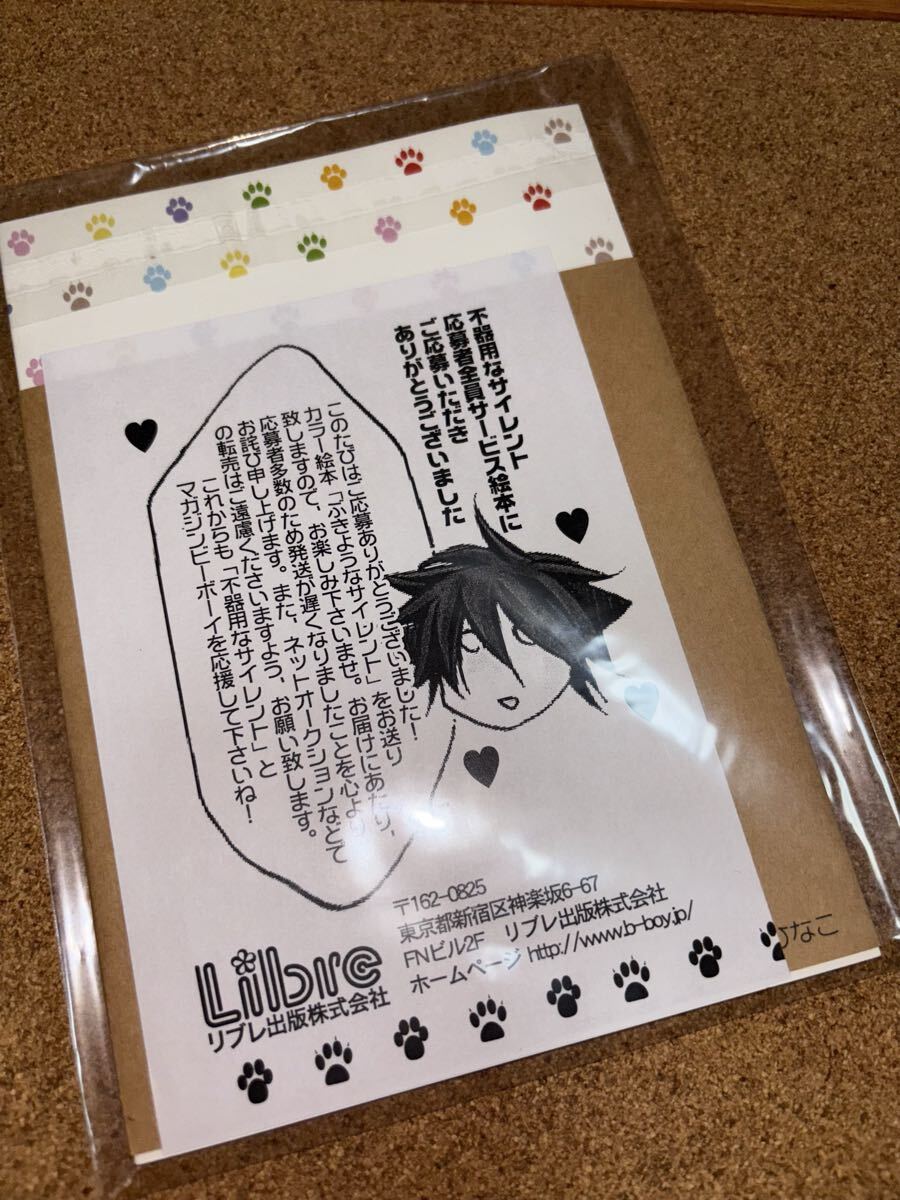 不器用なサイレント
応募者全員サービス絵本に
ご応募いただき
ありがとうございました
このたびはご応募ありがとうございました！
カラー絵本「ぶきようなサイレント」をお送り
致しますので、お楽しみ下さいませ。お届けにあたり、
応募者多数のため発送が遅くなりましたことを心より
お詫び申し上げます。また、ネットオークションなどで
の転売はご遠慮くださいますよう、お願い致します。
これからも「不器用なサイレント」と
マガジンビーボーイを応援して下さいね！
〒162-0825
東京都新宿区神楽坂6-67
FNビル2F リブレ出版株式会社
ホームページ http://www.b-boy.jp/
Libre
リブレ出版株式会社
なこ